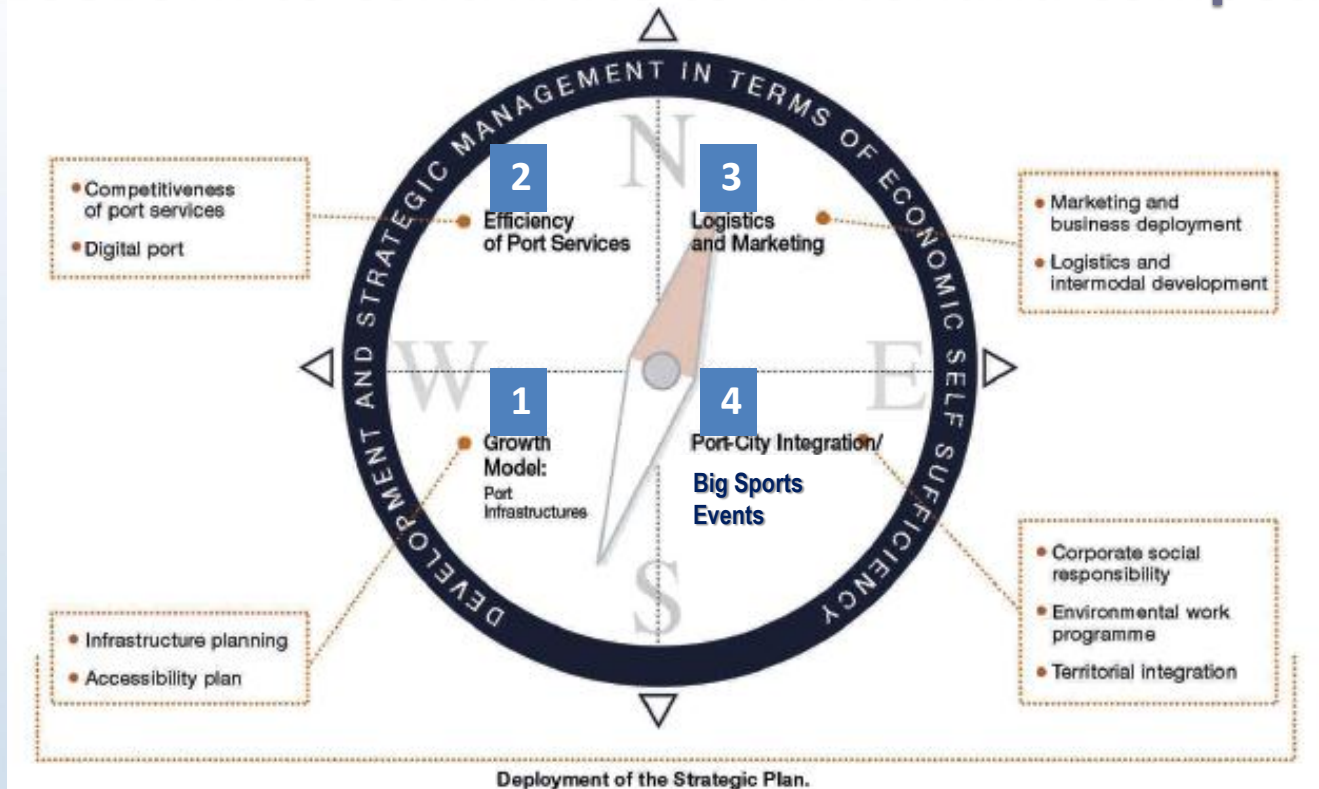 DEVELOPMENT AND STRATEGIC MANAGEMENT IN TERMS OF ECONOMIC SELF SUFFICIENCY
N
2
Efficiency
of Port Services
Competitiveness
of port services
Digital port
3
Logistics
and Marketing
Marketing and
business deployment
Logistics and
intermodal development
W
E
1
Growth
Model:
Port
Infrastructures
Infrastructure planning
Accessibility plan
4
Port-City Integration/
Big Sports
Events
Corporate social
responsibility
Environmental work
programme
Territorial integration
S
Deployment of the Strategic Plan.